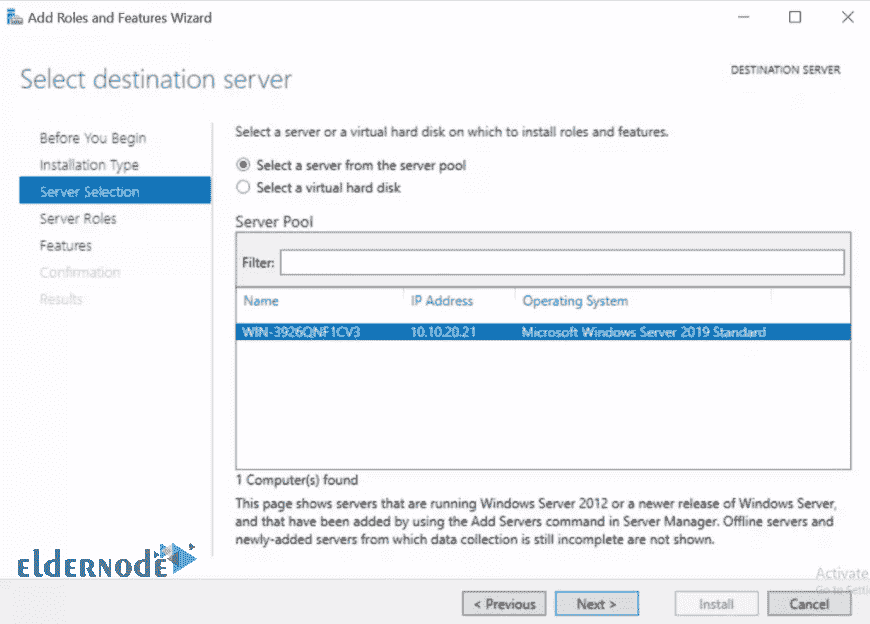 Add Roles and Features Wizard
Select destination server
DESTINATION SERVER
Before You Begin
Installation Type
Server Selection
Server Roles
Features
Confirmation
Results
Select a server or a virtual hard disk on which to install roles and features.
Select a server from the server pool
Select a virtual hard disk
Server Pool
Filter:
Name IP Address Operating System
WIN-3926QNF1CV3 10.10.20.21 Microsoft Windows Server 2019 Standard
1 Computer(s) found
This page shows servers that are running Windows Server 2012 or a newer release of Windows Server,
and that have been added by using the Add Servers command in Server Manager. Offline servers and
newly-added servers from which data collection is still incomplete are not shown.
eldernode
Activate
Go to Setti
< Previous Next > Install Cancel